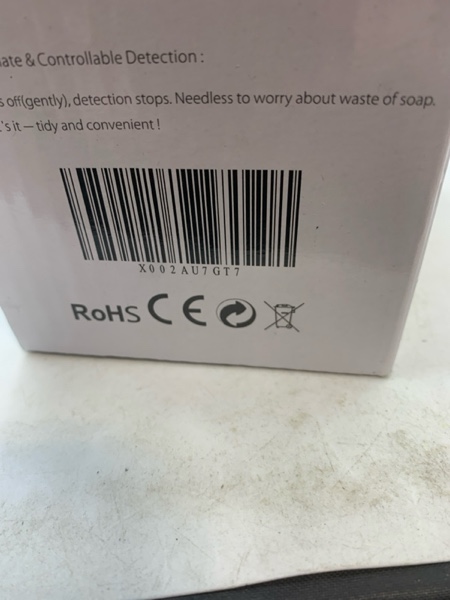 ate & Controllable Detection :
s off(gently), detection stops. Needless to worry about waste of soap.
's it — tidy and convenient !
X002AU7GT7
RoHS CE